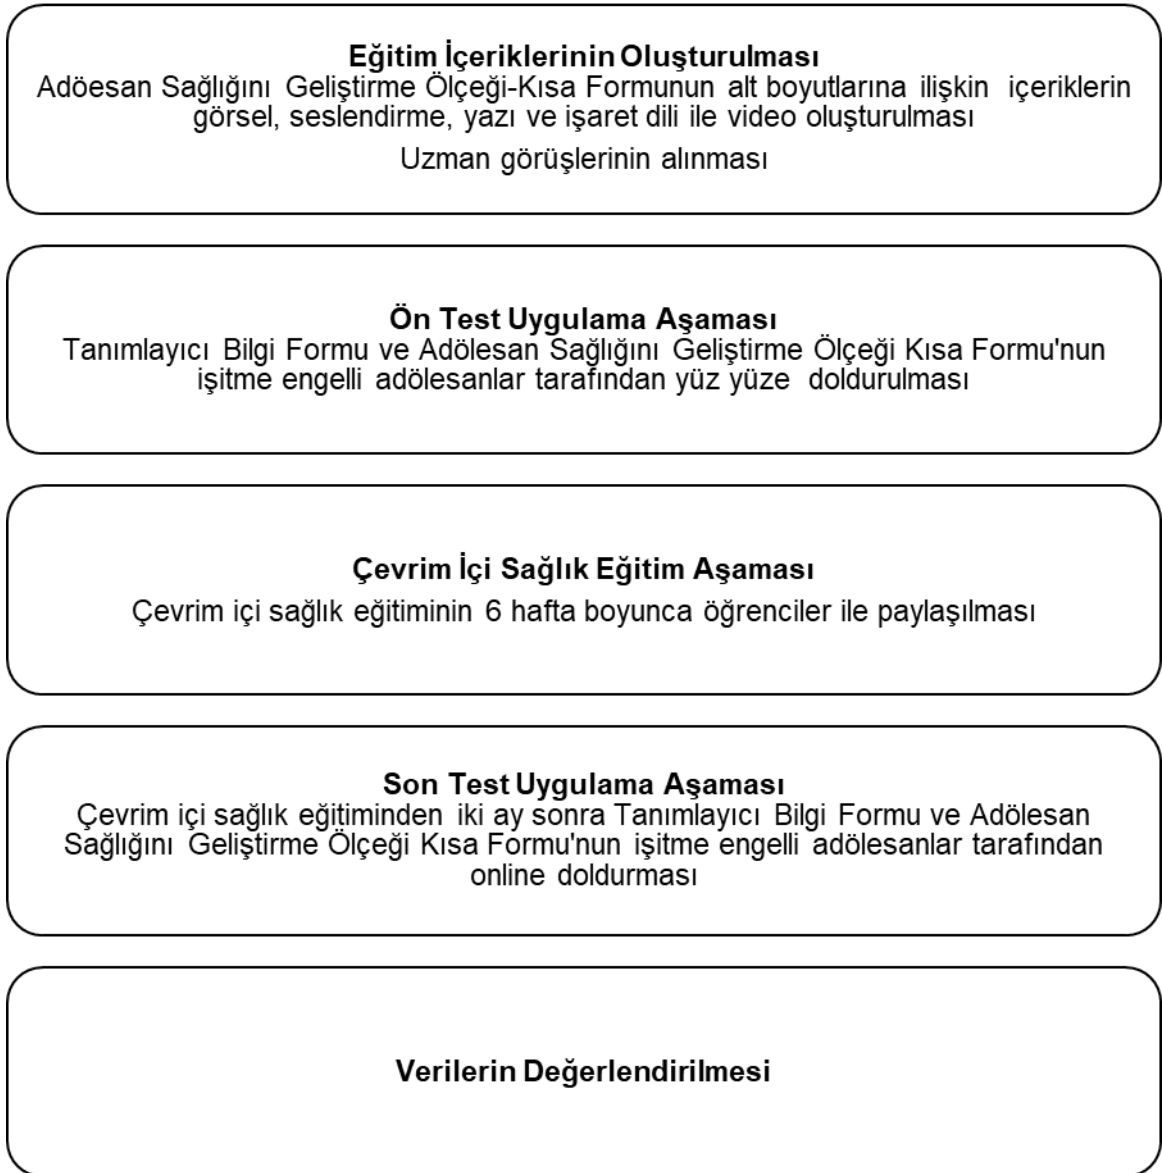 Eğitim İçeriklerinin Oluşturulması
Adöesan Sağlığını Geliştirme Ölçeği-Kısa Formunun alt boyutlarına ilişkin içeriklerin
görsel, seslendirme, yazı ve işaret dili ile video oluşturulması
Uzman görüşlerinin alınması
Ön Test Uygulama Aşaması
Tanımlayıcı Bilgi Formu ve Adölesan Sağlığını Geliştirme Ölçeği Kısa Formu'nun
işitme engelli adölesanlar tarafından yüz yüze doldurulması
Çevrim İçi Sağlık Eğitim Aşaması
Çevrim içi sağlık eğitiminin 6 hafta boyunca öğrenciler ile paylaşılması
Son Test Uygulama Aşaması
Çevrim içi sağlık eğitiminden iki ay sonra Tanımlayıcı Bilgi Formu ve Adölesan
Sağlığını Geliştirme Ölçeği Kısa Formu'nun işitme engelli adölesanlar tarafından
online doldurması
Verilerin Değerlendirilmesi